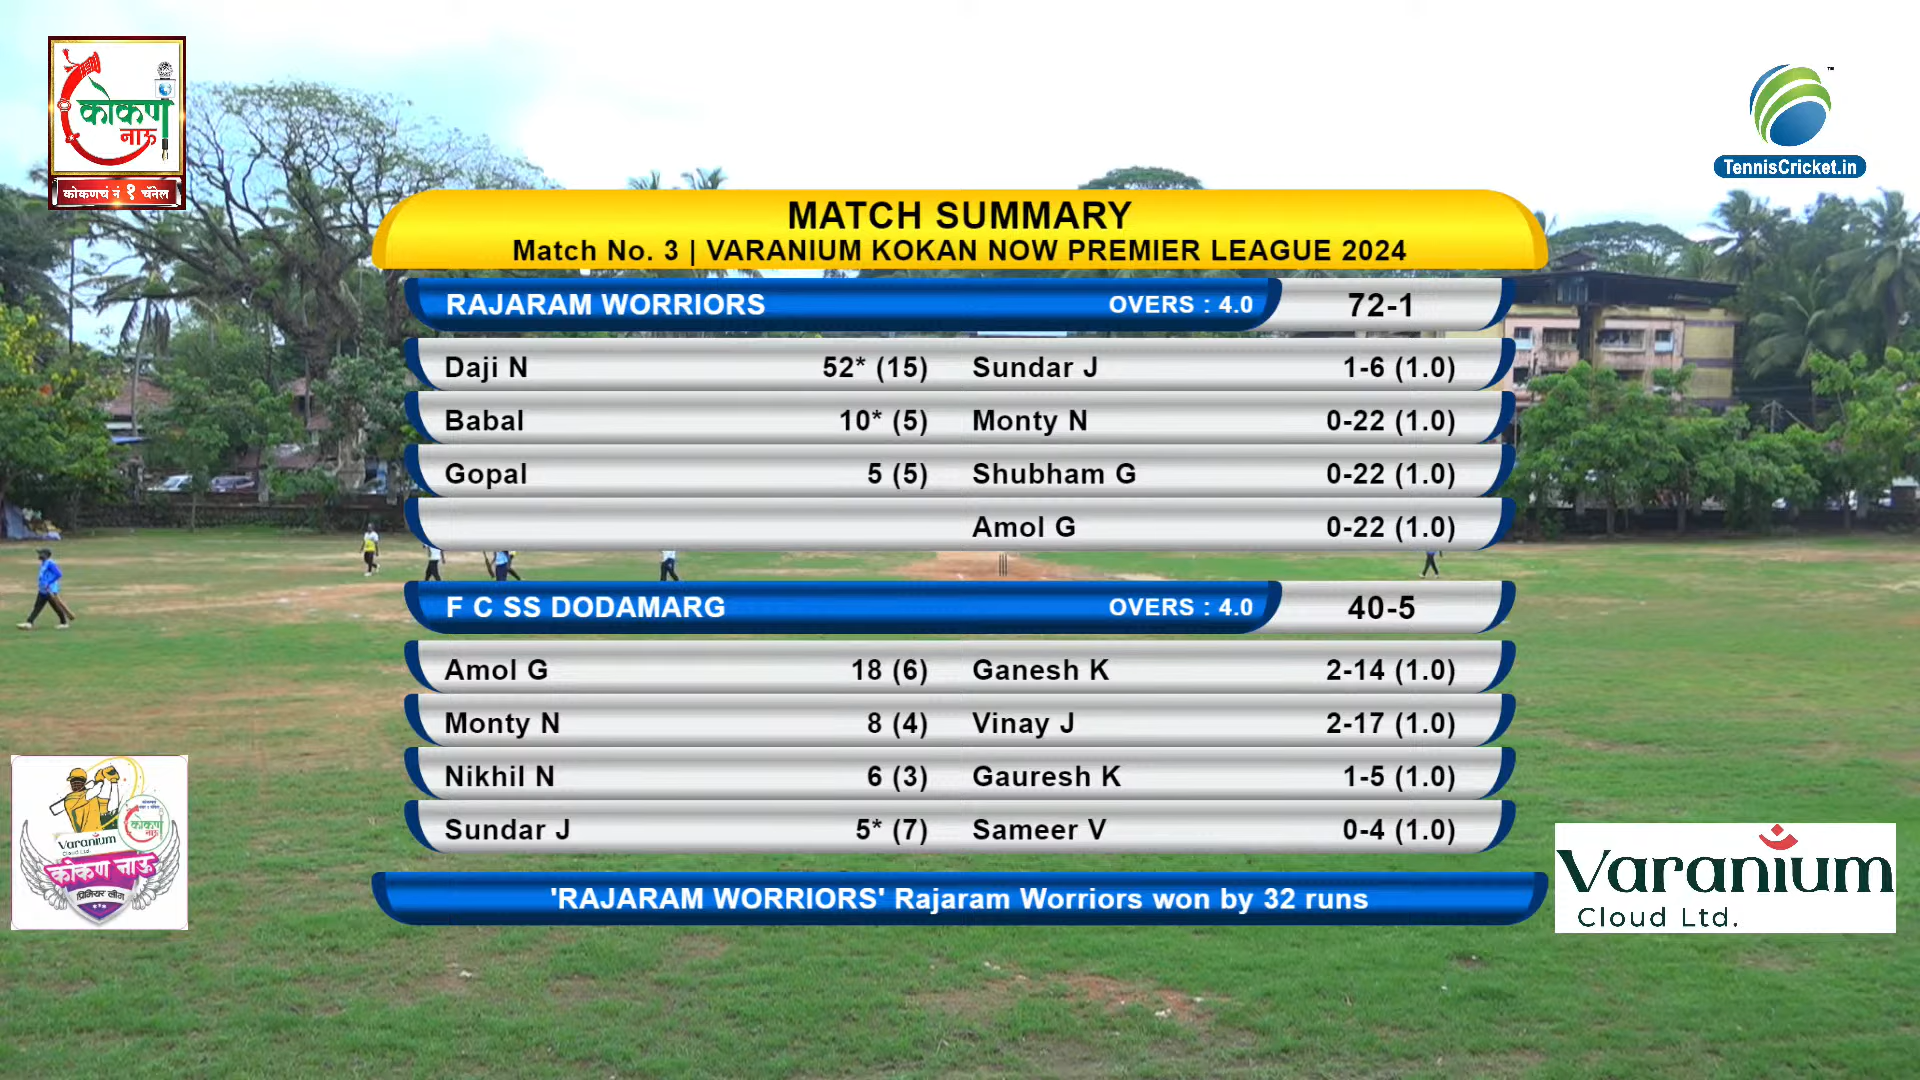 कोकण
नाऊ
कोकणचं नं १ चॅनेल
TennisCricket.in
MATCH SUMMARY
Match No. 3 | VARANIUM KOKAN NOW PREMIER LEAGUE 2024
RAJARAM WORRIORS OVERS : 4.0 72-1
Daji N 52* (15) Sundar J 1-6 (1.0)
Babal 10* (5) Monty N 0-22 (1.0)
Gopal 5 (5) Shubham G 0-22 (1.0)
Amol G 0-22 (1.0)
F C SS DODAMARG OVERS : 4.0 40-5
Amol G 18 (6) Ganesh K 2-14 (1.0)
Monty N 8 (4) Vinay J 2-17 (1.0)
Nikhil N 6 (3) Gauresh K 1-5 (1.0)
Sundar J 5* (7) Sameer V 0-4 (1.0)
'RAJARAM WORRIORS' Rajaram Worriors won by 32 runs
कोकण
नाऊ
Varanium
Cloud Ltd.
कोकण नाऊ
प्रिमियर लीग
Varanium
Cloud Ltd.